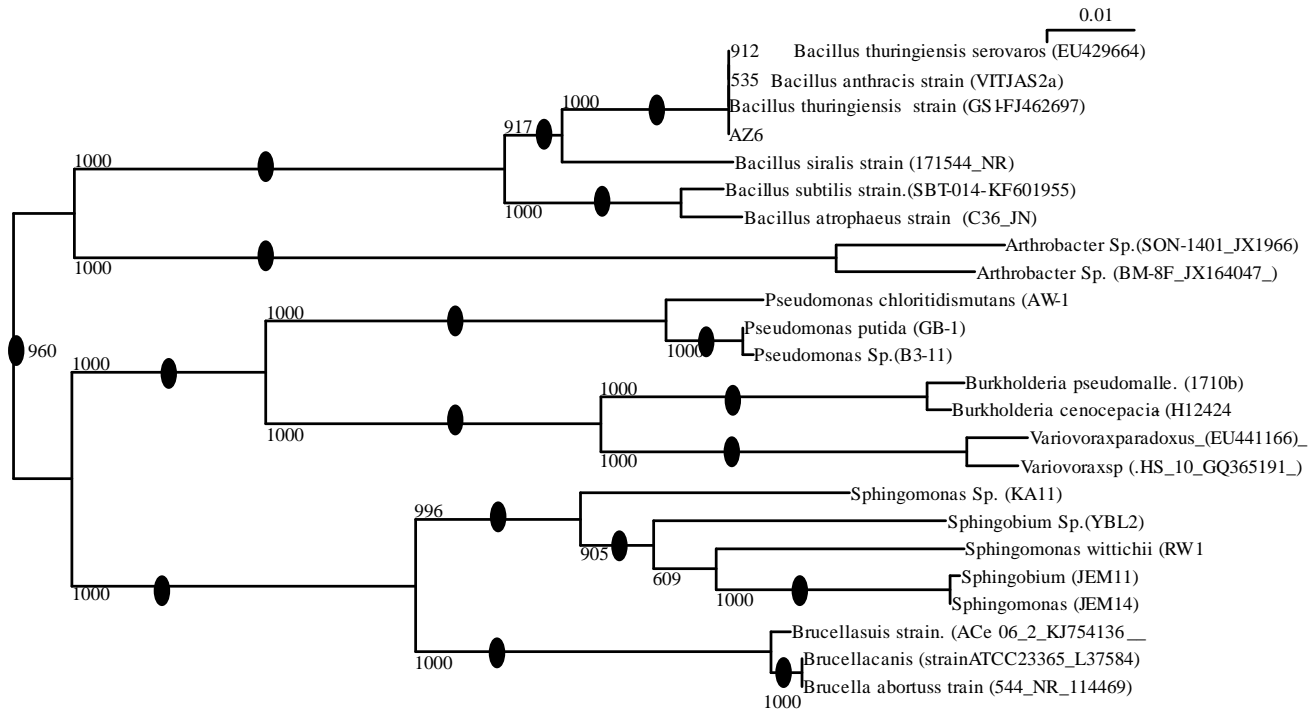 0.01
912 Bacillus thuringiensis serovaros (EU429664)
535 Bacillus anthracis strain (VITJAS2a)
1000 Bacillus thuringiensis strain (GS1-FJ462697)
917 AZ6
1000 Bacillus siralis strain (171544_NR)
Bacillus subtilis strain.(SBT-014-KF601955)
1000 Bacillus atrophaeus strain (C36_JN)
Arthrobacter Sp.(SON-1401_JX1966)
1000 Arthrobacter Sp. (BM-8F_JX164047_)
Pseudomonas chloritidismutans (AW-1
1000 Pseudomonas putida (GB-1)
960 1000 1000 Pseudomonas Sp.(B3-11)
Burkholderia pseudomalle. (1710b)
1000 Burkholderia cenocepacia (H12424
1000 Variovoraxparadoxus_(EU441166)_
1000 Variovoraxsp (.HS_10_GQ365191_)
Sphingomonas Sp. (KA11)
996 Sphingobium Sp.(YBL2)
905 Sphingomonas wittichii (RW1
609 Sphingobium (JEM11)
1000 1000 Sphingomonas (JEM14)
Brucellasuis strain. (ACe 06_2_KJ754136__
1000 Brucellacanis (strainATCC23365_L37584)
Brucella abortuss train (544_NR_114469)
1000